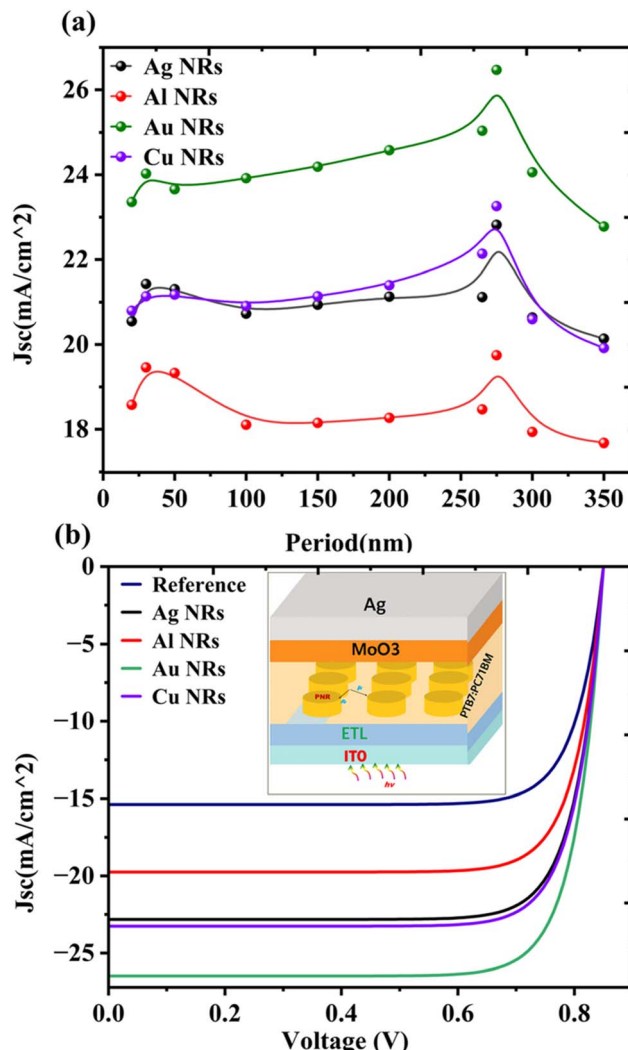 (a)
Ag NRs
Al NRs
Au NRs
Cu NRs
Jsc(mA/cm^2)
26
24
22
20
18
0 50 100 150 200 250 300 350
Period(nm)
(b)
Reference
Ag NRs
Al NRs
Au NRs
Cu NRs
Jsc(mA/cm^2)
0
−5
−10
−15
−20
−25
Ag
MoO3
PNR
PTB7:PC71BM
ETL
ITO
hv
0.0 0.2 0.4 0.6 0.8
Voltage (V)